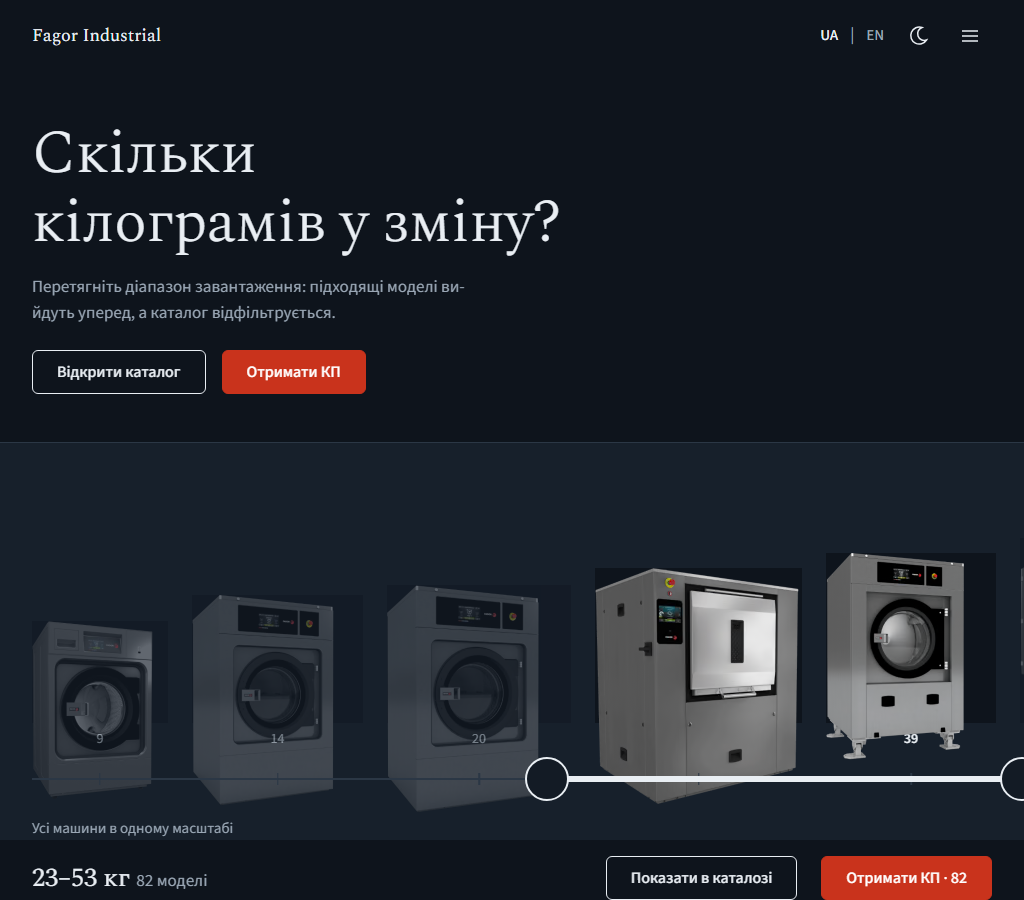 Fagor Industrial
UA | EN
Скільки
кілограмів у зміну?
Перетягніть діапазон завантаження: підходящі моделі ви-
йдуть уперед, а каталог відфільтрується.
Відкрити каталог
Отримати КП
9
14
20
39
Усі машини в одному масштабі
23–53 кг 82 моделі
Показати в каталозі
Отримати КП · 82